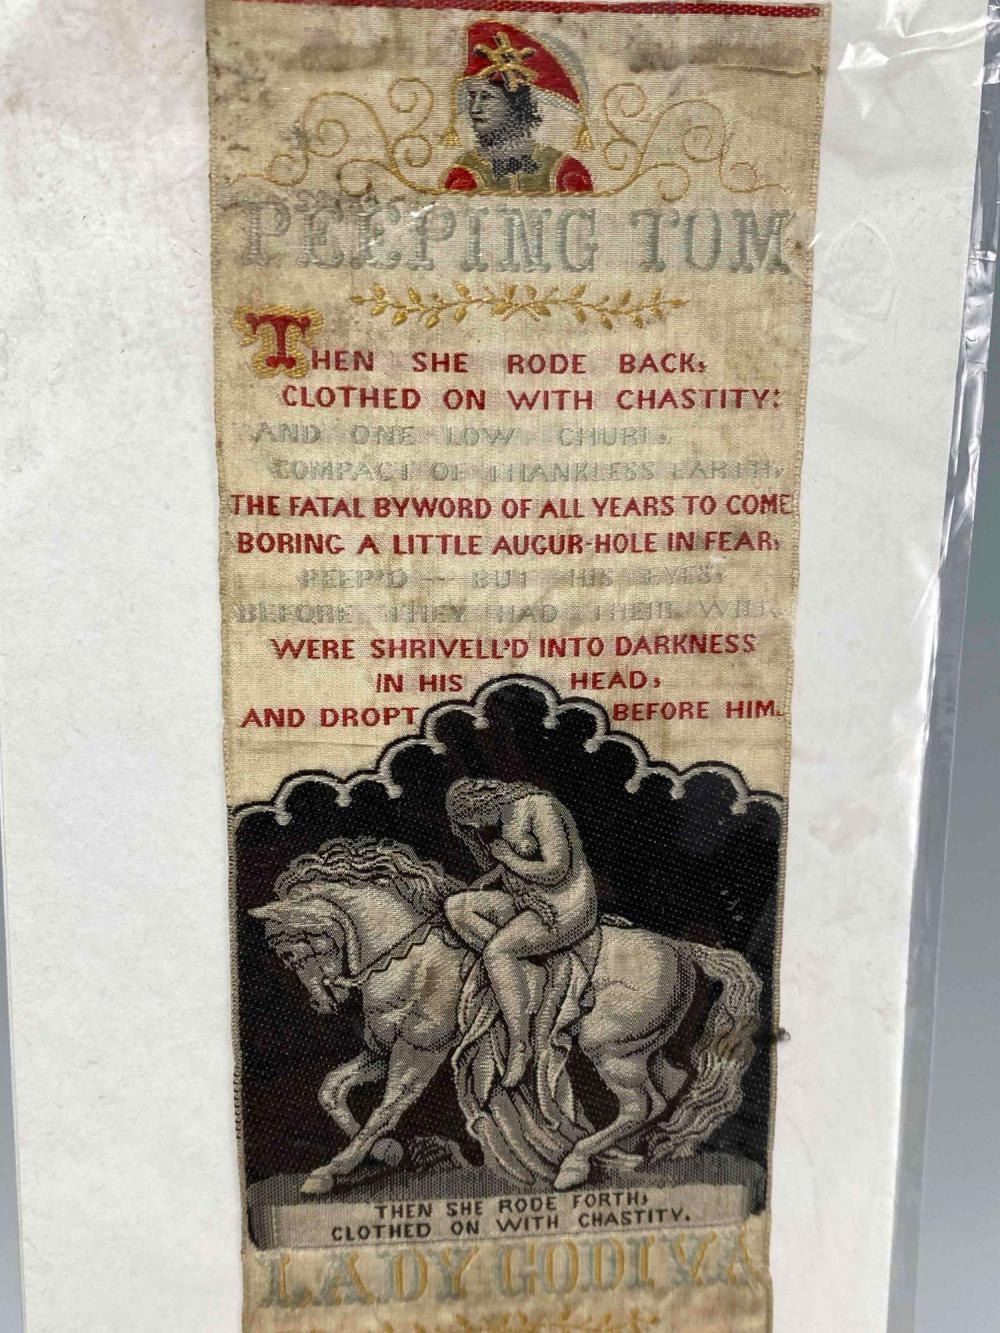 PEEPING TOM
THEN SHE RODE BACK,
CLOTHED ON WITH CHASTITY:
AND ONE LOW CHURL,
COMPACT OF THANKLESS EARTH,
THE FATAL BYWORD OF ALL YEARS TO COME
BORING A LITTLE AUGUR-HOLE IN FEAR,
PEEP'D — BUT HIS EYES,
BEFORE THEY HAD THEIR WILL
WERE SHRIVELL'D INTO DARKNESS
IN HIS HEAD,
AND DROPT BEFORE HIM.
THEN SHE RODE FORTH,
CLOTHED ON WITH CHASTITY.
LADY GODIVA